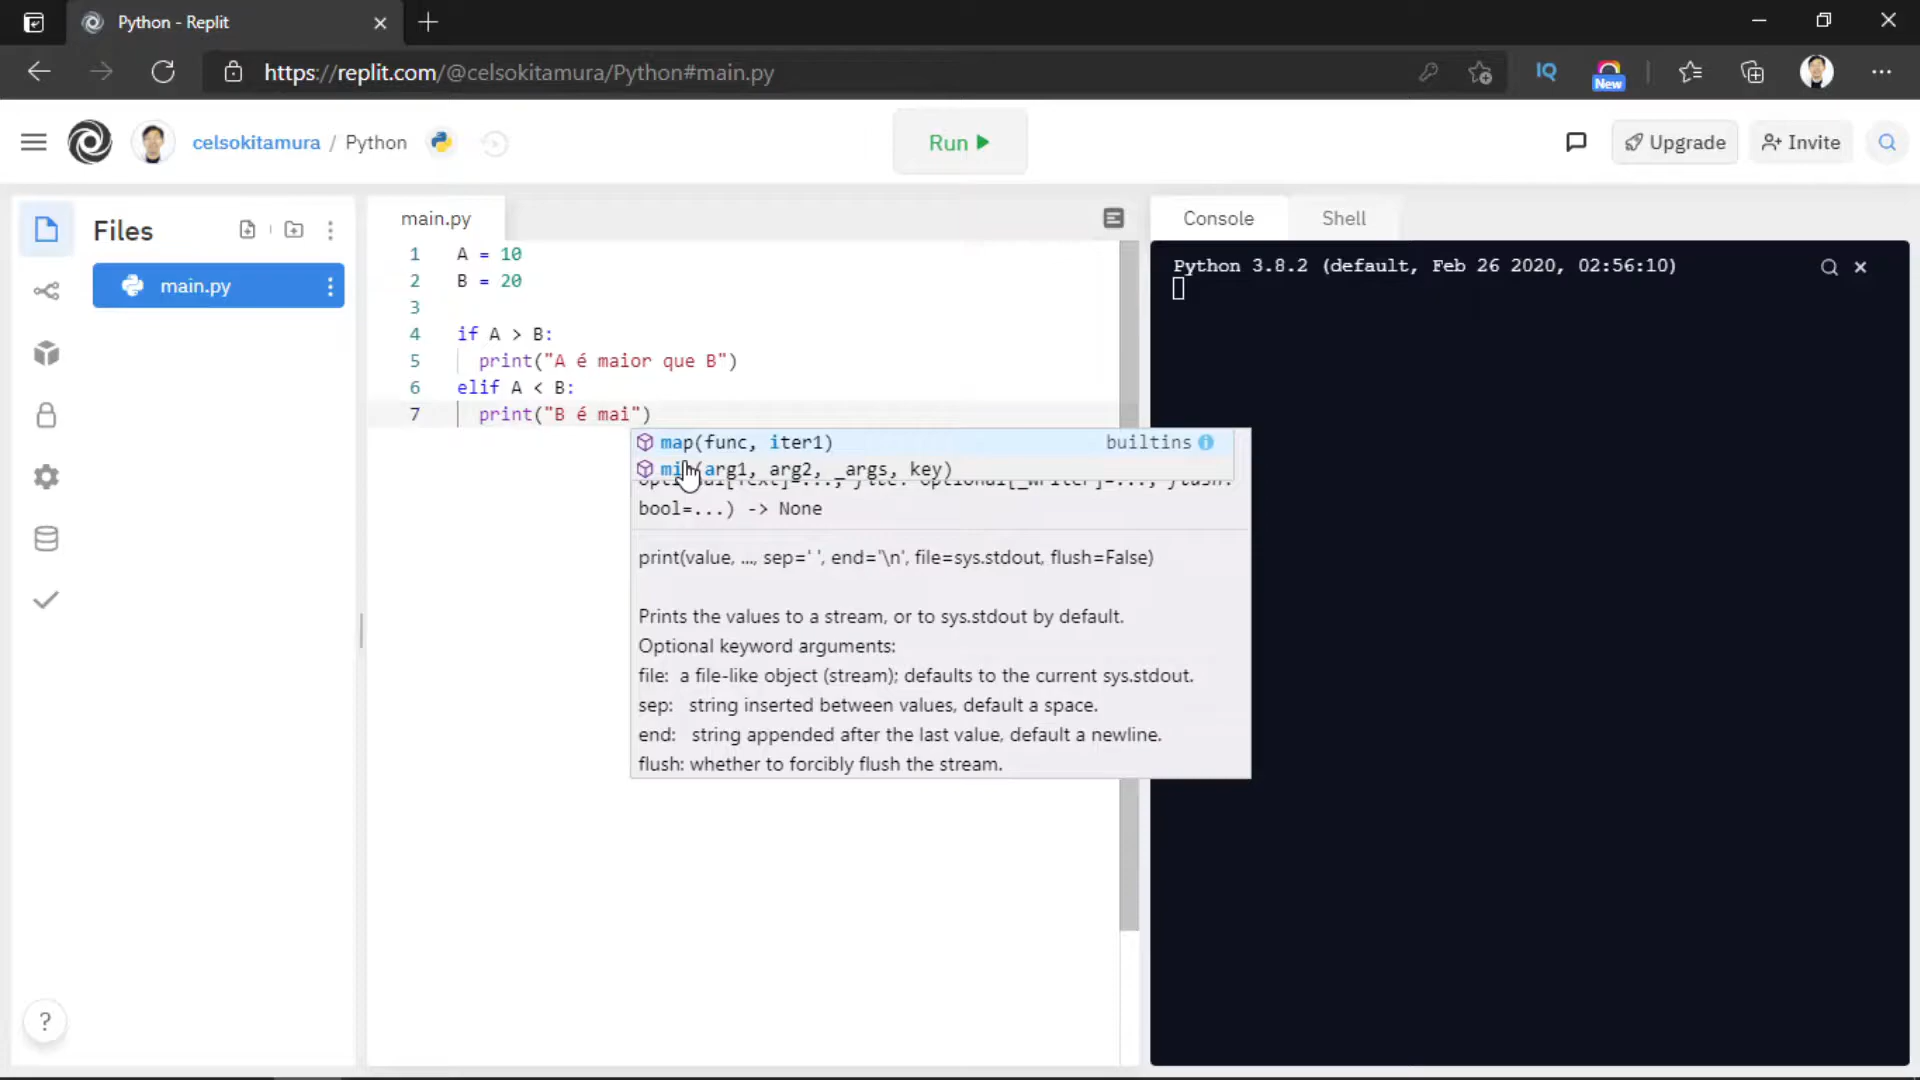 Python - Replit
https://replit.com/@celsokitamura/Python#main.py
IQ
New
celsokitamura / Python
Run
Upgrade
Invite
Files
main.py
main.py
1 A = 10
2 B = 20
3
4 if A > B:
5 print("A é maior que B")
6 elif A < B:
7 print("B é mai")
map(func, iter1) builtins
(arg1, arg2, _args, key)
bool=...) -> None
print(value, ..., sep=' ', end='\n', file=sys.stdout, flush=False)
Prints the values to a stream, or to sys.stdout by default.
Optional keyword arguments:
file: a file-like object (stream); defaults to the current sys.stdout.
sep: string inserted between values, default a space.
end: string appended after the last value, default a newline.
flush: whether to forcibly flush the stream.
Console Shell
Python 3.8.2 (default, Feb 26 2020, 02:56:10)
?